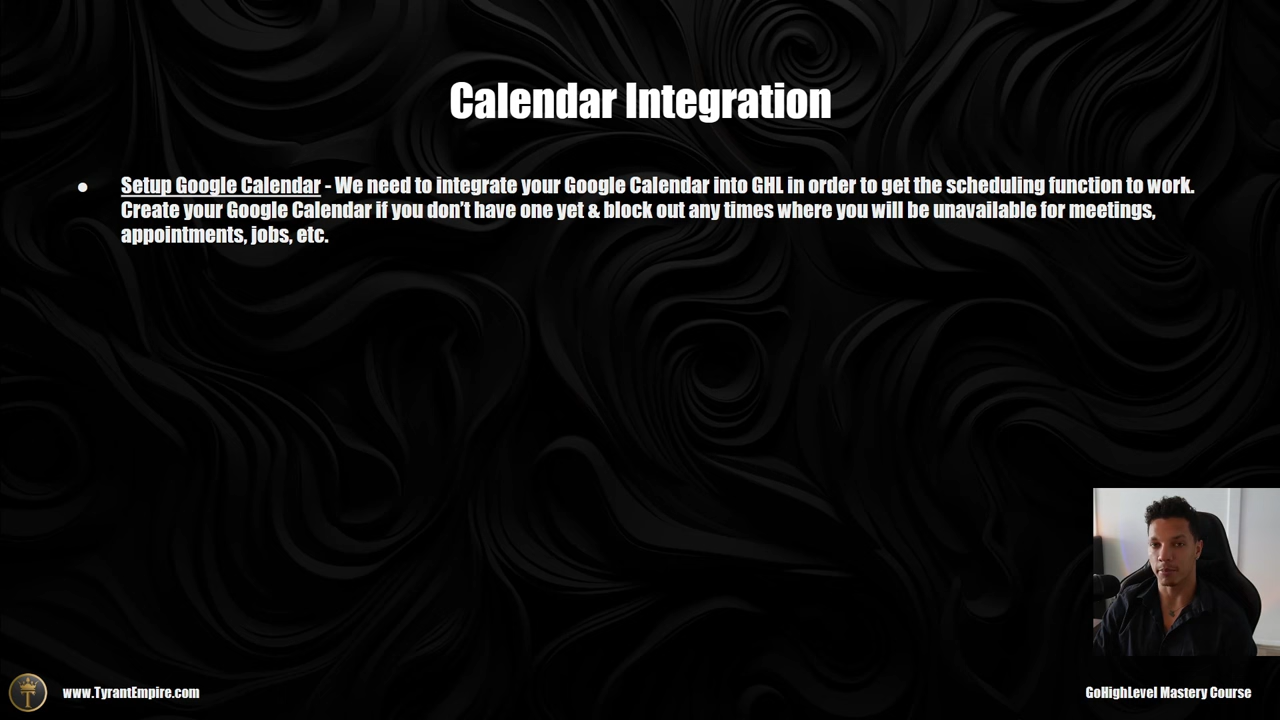 Calendar Integration
● Setup Google Calendar - We need to integrate your Google Calendar into GHL in order to get the scheduling function to work.
Create your Google Calendar if you don’t have one yet & block out any times where you will be unavailable for meetings,
appointments, jobs, etc.
www.TyrantEmpire.com
GoHighLevel Mastery Course